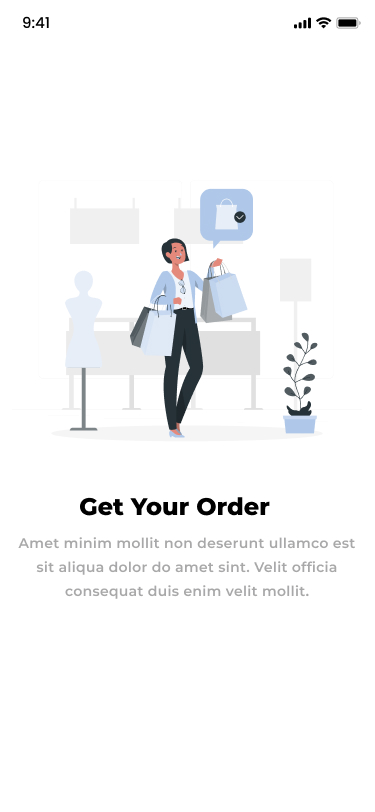 9:41
Get Your Order
Amet minim mollit non deserunt ullamco est
sit aliqua dolor do amet sint. Velit officia
consequat duis enim velit mollit.